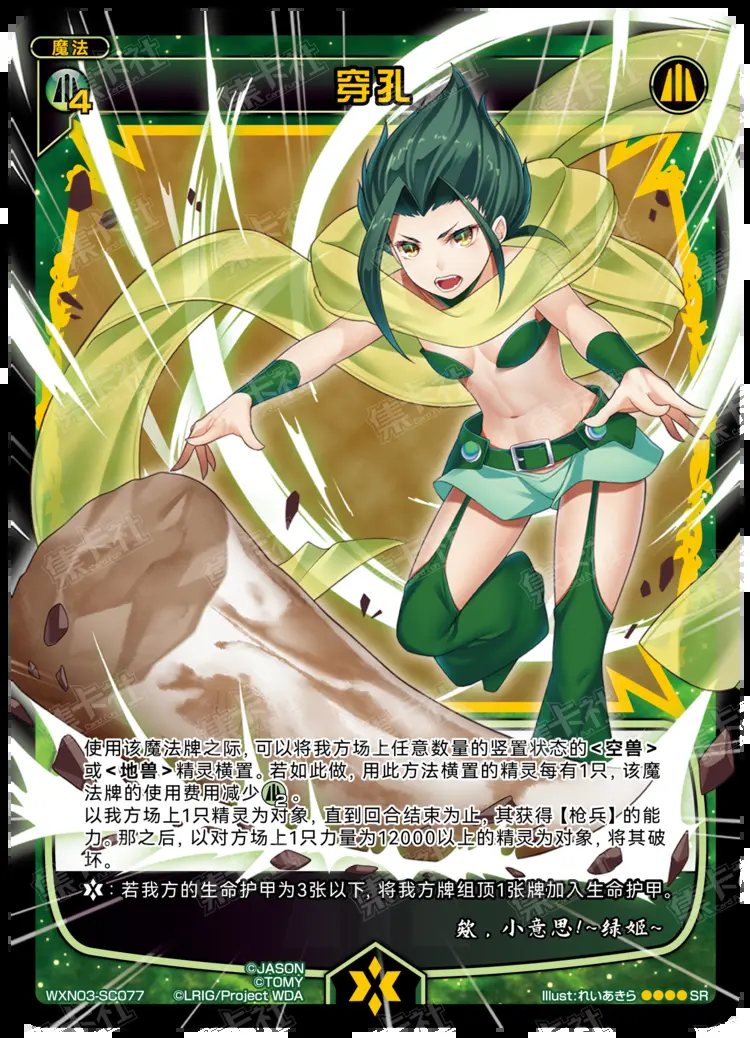 魔法
4
穿孔
使用该魔法牌之际，可以将我方场上任意数量的竖置状态的<空兽>
或<地兽>精灵横置。若如此做，用此方法横置的精灵每有1只，该魔
法牌的使用费用减少。
以我方场上1只精灵为对象，直到回合结束为止，其获得【枪兵】的能
力。那之后，以对方场上1只力量为12000以上的精灵为对象，将其破
坏。
：若我方的生命护甲为3张以下，将我方牌组顶1张牌加入生命护甲。
欸，小意思!~绿姬~
©JASON
©TOMY
WXN03-SC077 ©LRIG/Project WDA Illust:れいあきら ●●●●SR
集卡社